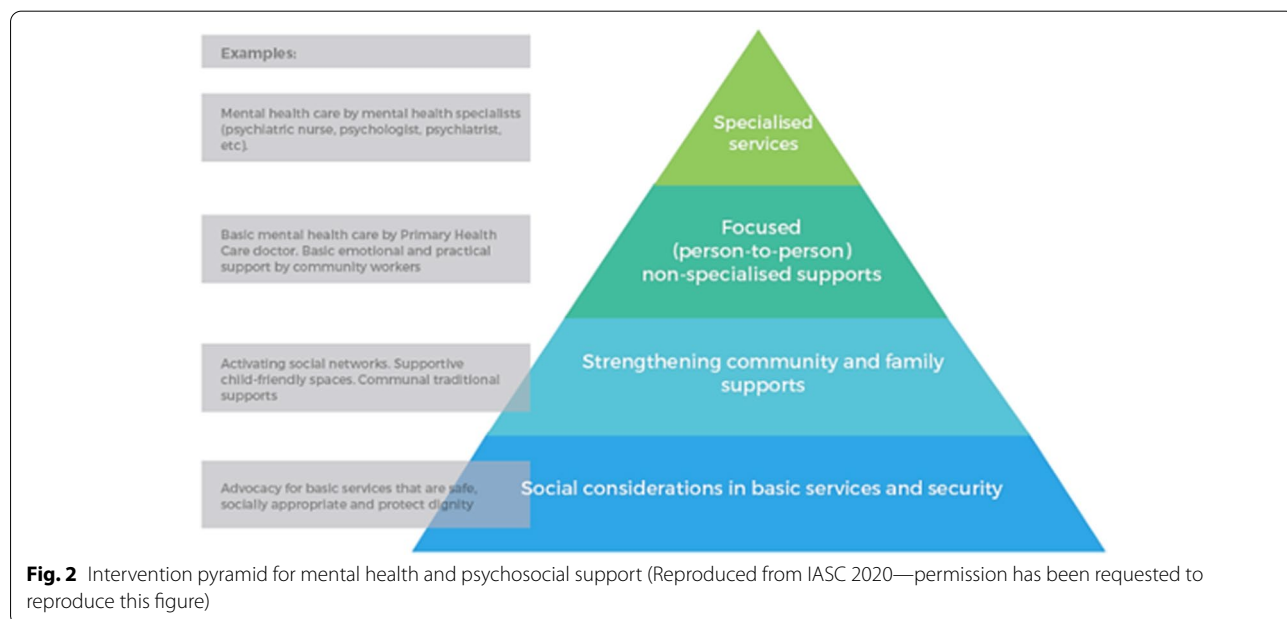 Examples:
Mental health care by mental health specialists
(psychiatric nurse, psychologist, psychiatrist,
etc).
Specialised
services
Basic mental health care by Primary Health
Care doctor. Basic emotional and practical
support by community workers
Focused
(person-to-person)
non-specialised supports
Activating social networks. Supportive
child-friendly spaces. Communal traditional
supports
Strengthening community and family
supports
Advocacy for basic services that are safe,
socially appropriate and protect dignity
Social considerations in basic services and security
Fig. 2 Intervention pyramid for mental health and psychosocial support (Reproduced from IASC 2020—permission has been requested to
reproduce this figure)